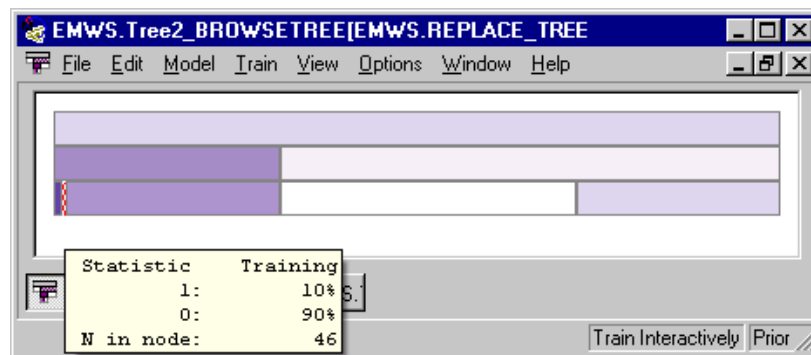 EMWS.Tree2_BROWSETREE[EMWS.REPLACE_TREE
File Edit Model Train View Options Window Help
Statistic Training
1: 10%
0: 90%
N in node: 46
S.
Train Interactively Prior